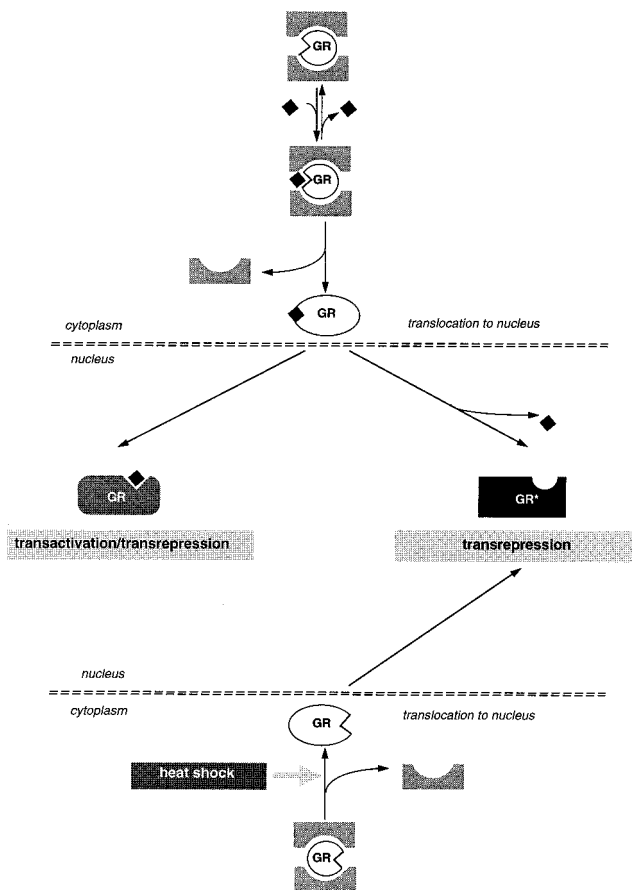 GR
GR
GR
cytoplasm
translocation to nucleus
nucleus
GR
GR*
transactivation/transrepression
transrepression
nucleus
cytoplasm
GR
translocation to nucleus
heat shock
GR